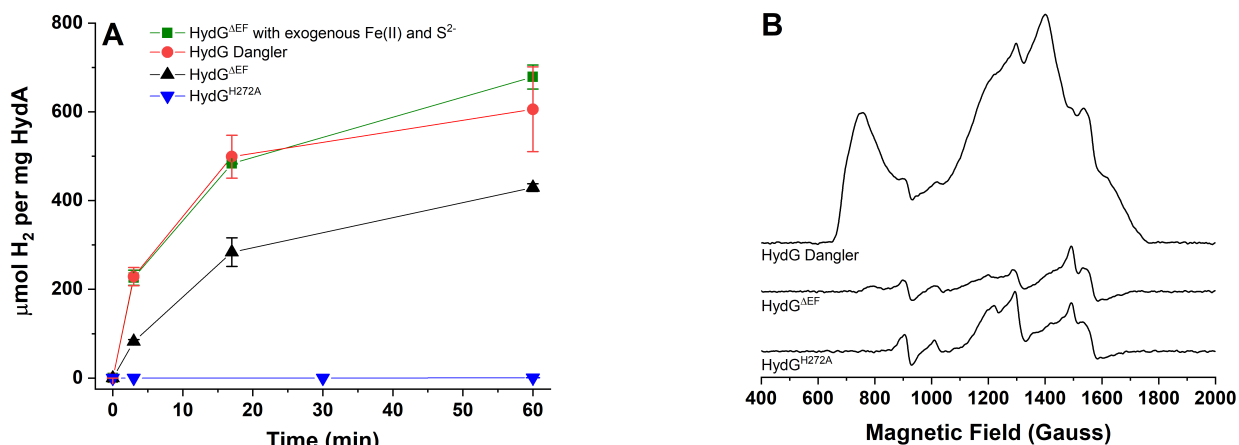 A
HydG^ΔEF with exogenous Fe(II) and S^2-
HydG Dangler
HydG^ΔEF
HydG^H272A
μmol H₂ per mg HydA
800
600
400
200
0
0 10 20 30 40 50 60
Time (min)
B
HydG Dangler
HydG^ΔEF
HydG^H272A
400 600 800 1000 1200 1400 1600 1800 2000
Magnetic Field (Gauss)